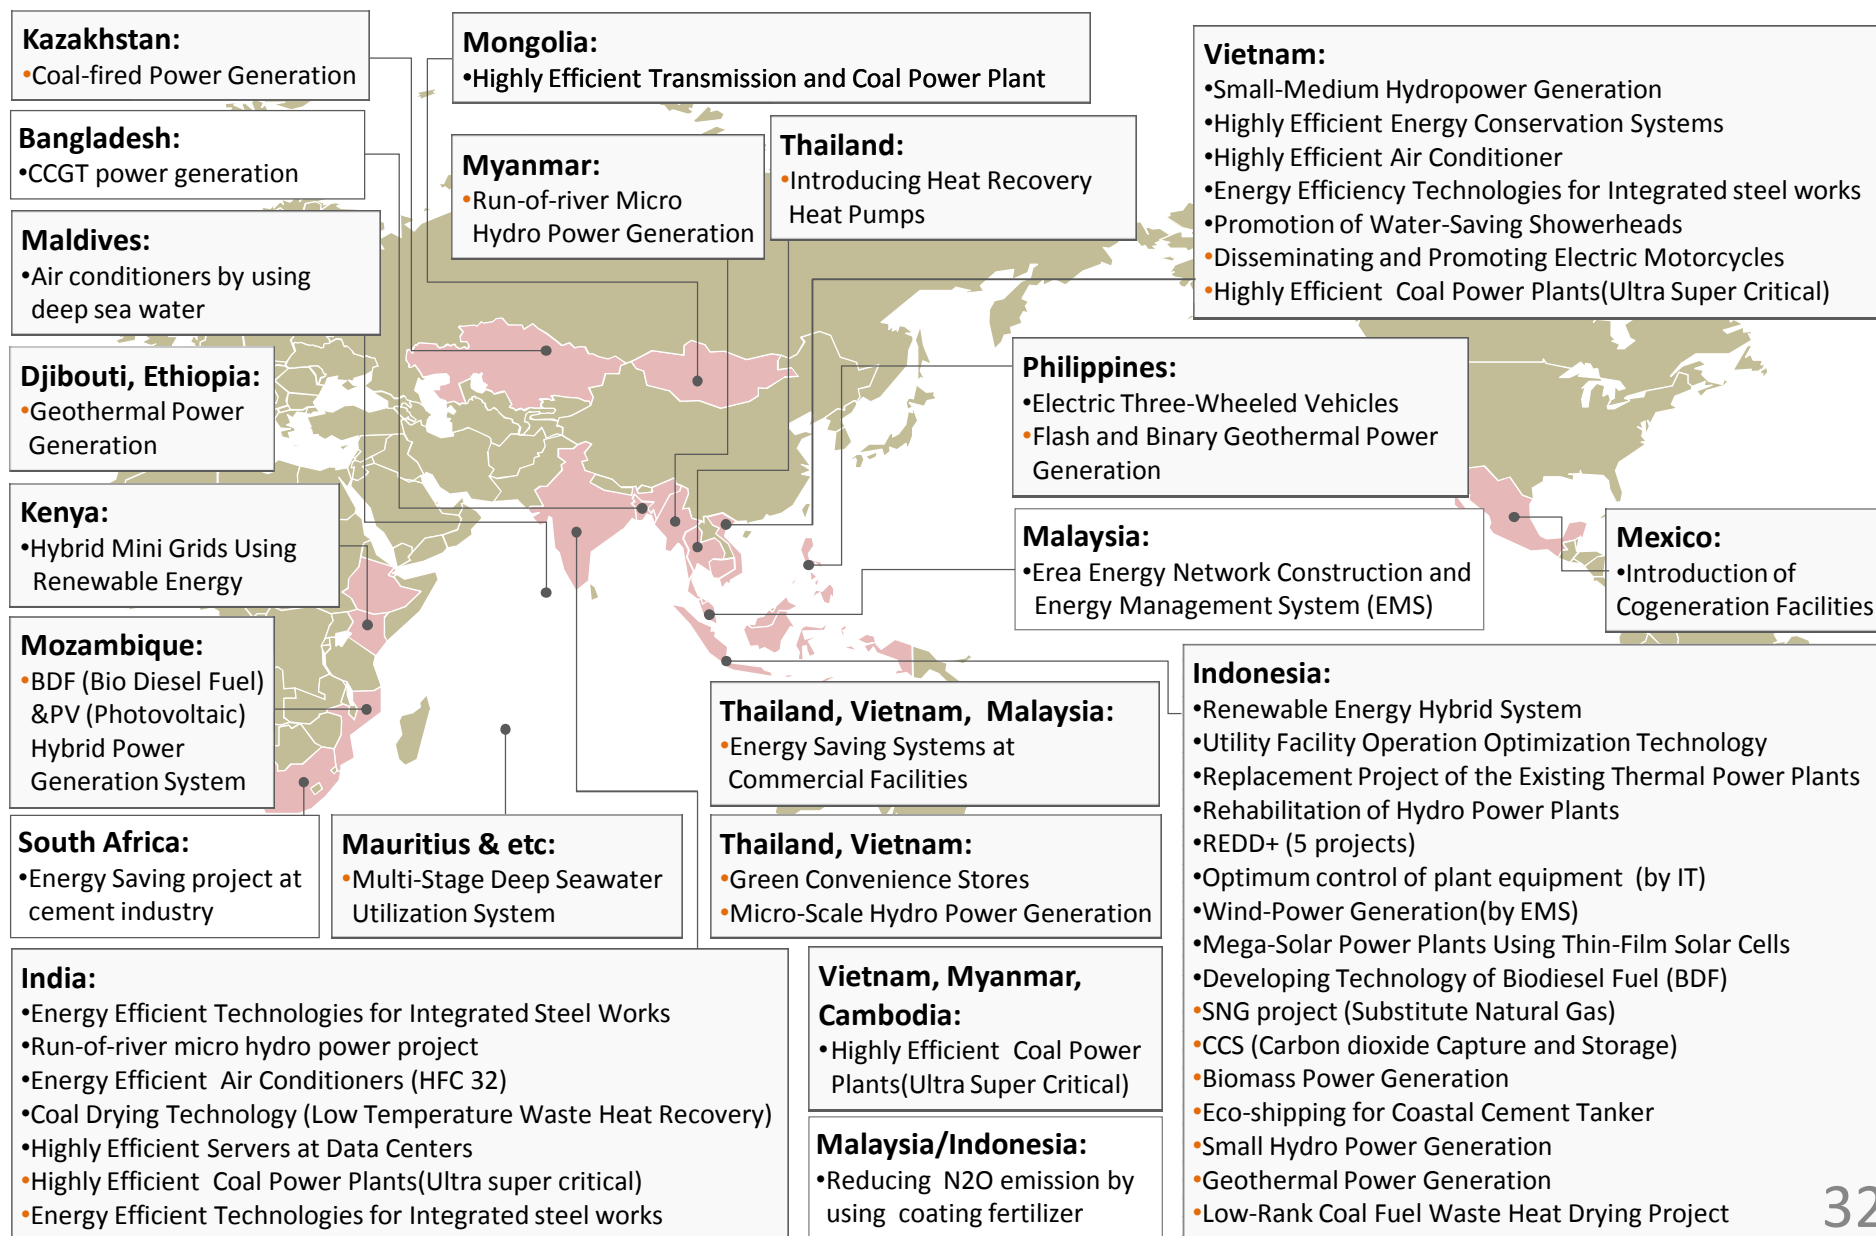 Kazakhstan:
•Coal-fired Power Generation
Mongolia:
•Highly Efficient Transmission and Coal Power Plant
Vietnam:
•Small-Medium Hydropower Generation
•Highly Efficient Energy Conservation Systems
•Highly Efficient Air Conditioner
•Energy Efficiency Technologies for Integrated steel works
•Promotion of Water-Saving Showerheads
•Disseminating and Promoting Electric Motorcycles
•Highly Efficient Coal Power Plants(Ultra Super Critical)
Bangladesh:
•CCGT power generation
Myanmar:
•Run-of-river Micro
Hydro Power Generation
Thailand:
•Introducing Heat Recovery
Heat Pumps
Maldives:
•Air conditioners by using
deep sea water
Djibouti, Ethiopia:
•Geothermal Power
Generation
Philippines:
•Electric Three-Wheeled Vehicles
•Flash and Binary Geothermal Power
Generation
Kenya:
•Hybrid Mini Grids Using
Renewable Energy
Malaysia:
•Erea Energy Network Construction and
Energy Management System (EMS)
Mexico:
•Introduction of
Cogeneration Facilities
Mozambique:
•BDF (Bio Diesel Fuel)
&PV (Photovoltaic)
Hybrid Power
Generation System
Thailand, Vietnam, Malaysia:
•Energy Saving Systems at
Commercial Facilities
Indonesia:
•Renewable Energy Hybrid System
•Utility Facility Operation Optimization Technology
•Replacement Project of the Existing Thermal Power Plants
•Rehabilitation of Hydro Power Plants
•REDD+ (5 projects)
•Optimum control of plant equipment (by IT)
•Wind-Power Generation(by EMS)
•Mega-Solar Power Plants Using Thin-Film Solar Cells
•Developing Technology of Biodiesel Fuel (BDF)
•SNG project (Substitute Natural Gas)
•CCS (Carbon dioxide Capture and Storage)
•Biomass Power Generation
•Eco-shipping for Coastal Cement Tanker
•Small Hydro Power Generation
•Geothermal Power Generation
•Low-Rank Coal Fuel Waste Heat Drying Project
South Africa:
•Energy Saving project at
cement industry
Mauritius & etc:
•Multi-Stage Deep Seawater
Utilization System
Thailand, Vietnam:
•Green Convenience Stores
•Micro-Scale Hydro Power Generation
India:
•Energy Efficient Technologies for Integrated Steel Works
•Run-of-river micro hydro power project
•Energy Efficient Air Conditioners (HFC 32)
•Coal Drying Technology (Low Temperature Waste Heat Recovery)
•Highly Efficient Servers at Data Centers
•Highly Efficient Coal Power Plants(Ultra super critical)
•Energy Efficient Technologies for Integrated steel works
Vietnam, Myanmar,
Cambodia:
•Highly Efficient Coal Power
Plants(Ultra Super Critical)
Malaysia/Indonesia:
•Reducing N2O emission by
using coating fertilizer
32